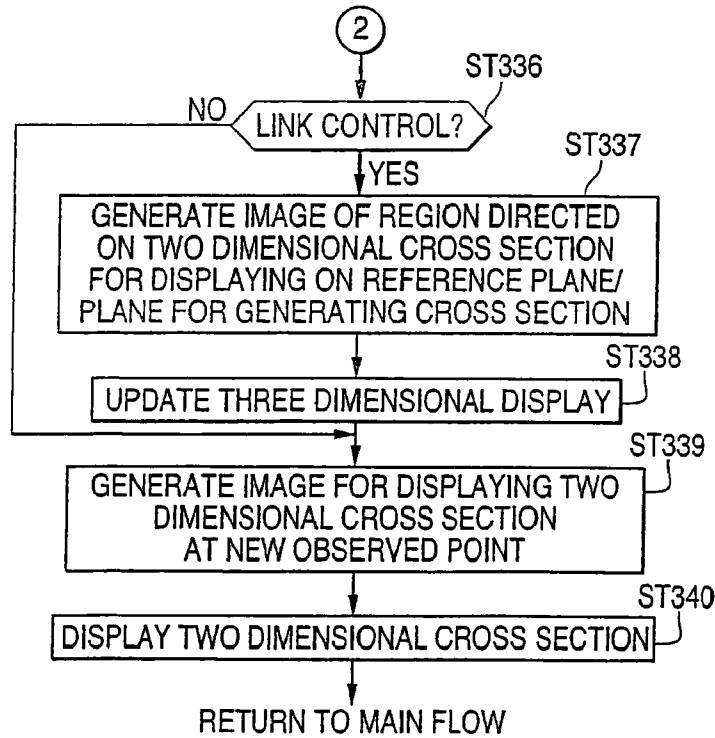 2
ST336
NO
LINK CONTROL?
ST337
YES
GENERATE IMAGE OF REGION DIRECTED
ON TWO DIMENSIONAL CROSS SECTION
FOR DISPLAYING ON REFERENCE PLANE/
PLANE FOR GENERATING CROSS SECTION
ST338
UPDATE THREE DIMENSIONAL DISPLAY
ST339
GENERATE IMAGE FOR DISPLAYING TWO
DIMENSIONAL CROSS SECTION
AT NEW OBSERVED POINT
ST340
DISPLAY TWO DIMENSIONAL CROSS SECTION
RETURN TO MAIN FLOW